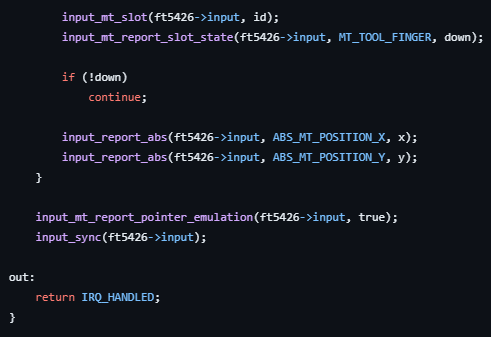 input_mt_slot(ft5426->input, id);
input_mt_report_slot_state(ft5426->input, MT_TOOL_FINGER, down);
if (!down)
continue;
input_report_abs(ft5426->input, ABS_MT_POSITION_X, x);
input_report_abs(ft5426->input, ABS_MT_POSITION_Y, y);
}
input_mt_report_pointer_emulation(ft5426->input, true);
input_sync(ft5426->input);
out:
return IRQ_HANDLED;
}